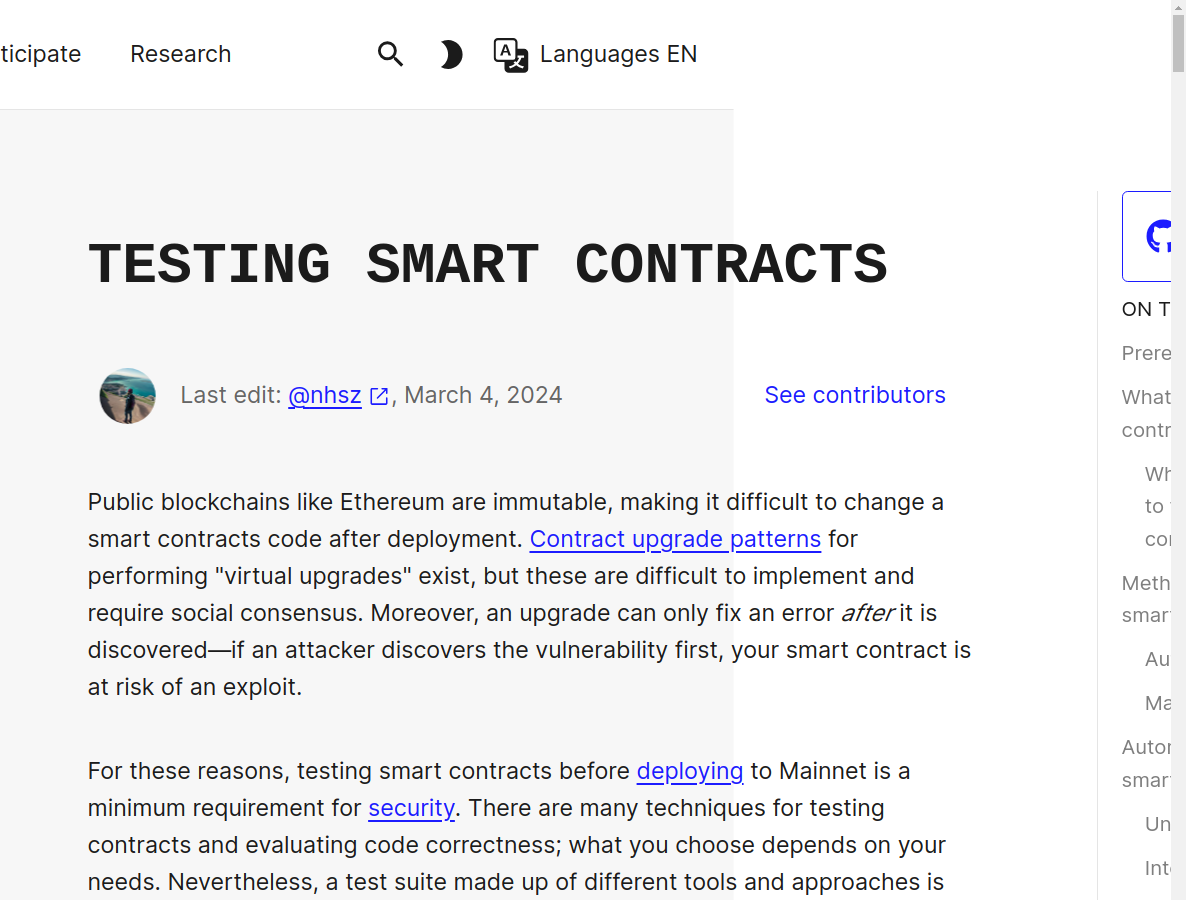 ticipate Research Languages EN
TESTING SMART CONTRACTS
Last edit: @nhsz, March 4, 2024 See contributors
Public blockchains like Ethereum are immutable, making it difficult to change a
smart contracts code after deployment. Contract upgrade patterns for
performing "virtual upgrades" exist, but these are difficult to implement and
require social consensus. Moreover, an upgrade can only fix an error after it is
discovered—if an attacker discovers the vulnerability first, your smart contract is
at risk of an exploit.
For these reasons, testing smart contracts before deploying to Mainnet is a
minimum requirement for security. There are many techniques for testing
contracts and evaluating code correctness; what you choose depends on your
needs. Nevertheless, a test suite made up of different tools and approaches is
ON T
Prere
What
contr
Wh
to
con
Meth
smar
Au
Ma
Autor
smar
Un
Int